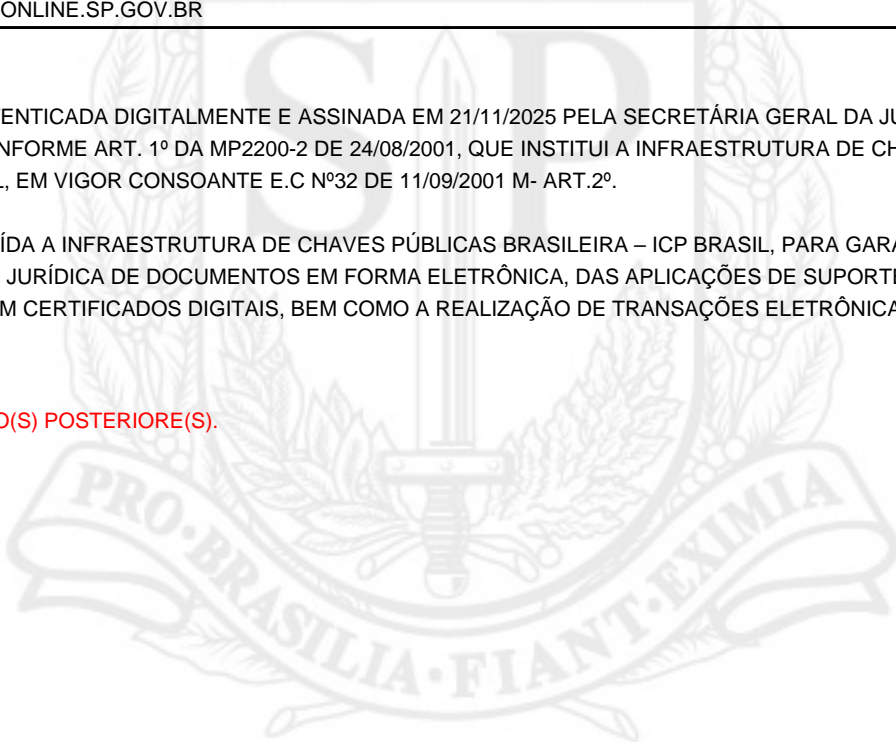 ONLINE.SP.GOV.BR
ENTICADA DIGITALMENTE E ASSINADA EM 21/11/2025 PELA SECRETÁRIA GERAL DA JU
NFORME ART. 1º DA MP2200-2 DE 24/08/2001, QUE INSTITUI A INFRAESTRUTURA DE CH
L, EM VIGOR CONSOANTE E.C Nº32 DE 11/09/2001 M- ART.2º.
ÍDA A INFRAESTRUTURA DE CHAVES PÚBLICAS BRASILEIRA – ICP BRASIL, PARA GARA
JURÍDICA DE DOCUMENTOS EM FORMA ELETRÔNICA, DAS APLICAÇÕES DE SUPORTE
M CERTIFICADOS DIGITAIS, BEM COMO A REALIZAÇÃO DE TRANSAÇÕES ELETRÔNICA
O(S) POSTERIORE(S).
SP
PRO·BRASILIA·FIANT·EXIMIA